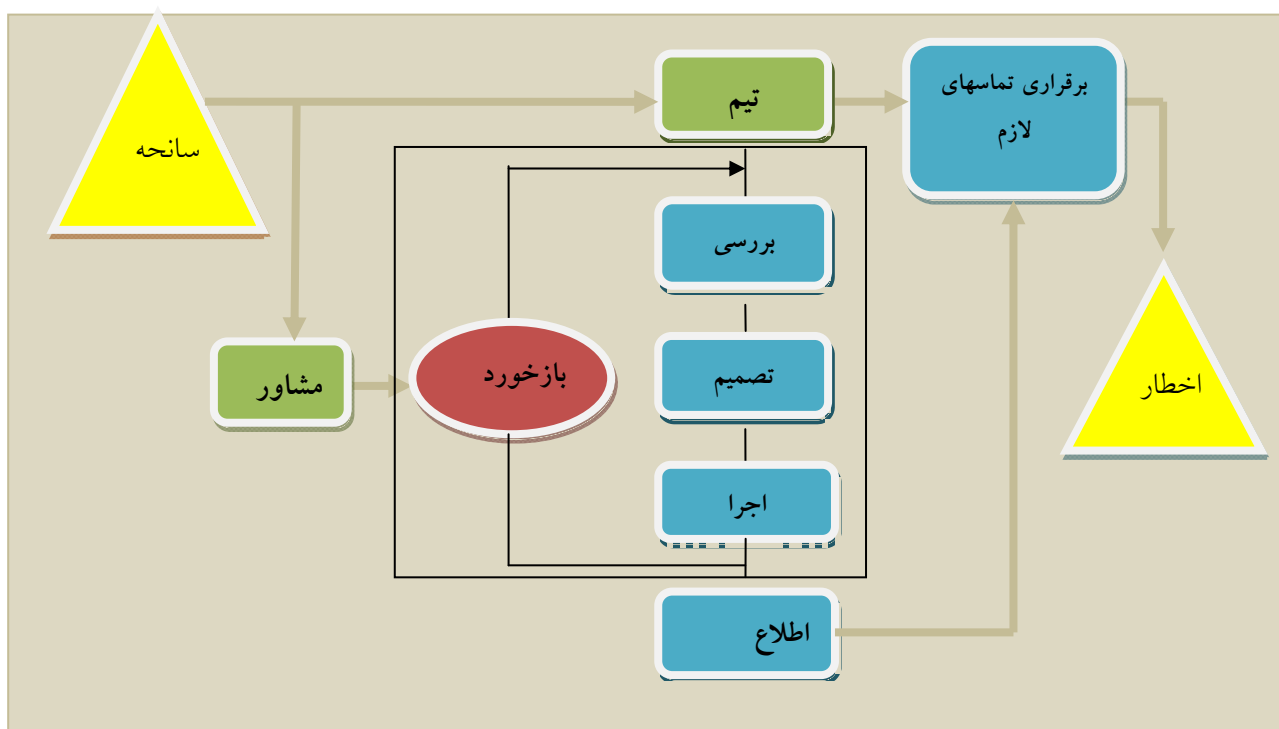 سانحه
تیم
برقراری تماسهای
لازم
بررسی
مشاور
بازخورد
تصمیم
اخطار
اجرا
اطلاع